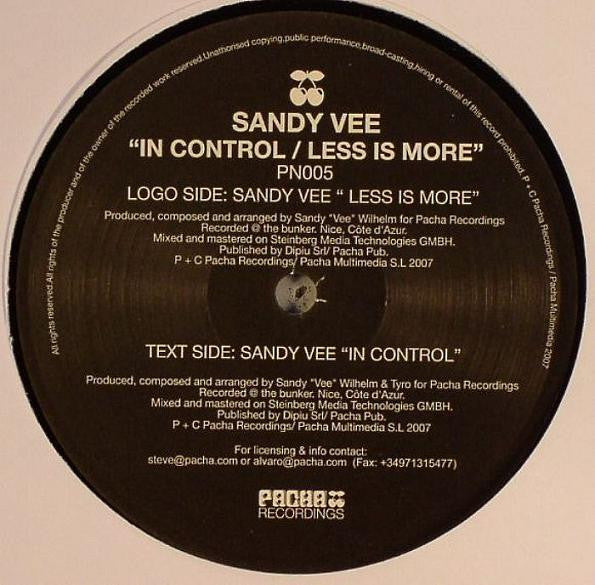 All rights reserved.All rights of the producer and of the owner of the recorded work reserved.Unathorised copying,public performance,broad-casting,hiring or rental of this record prohibited. P + C Pacha Recordings / Pacha Multimedia 2007
SANDY VEE
“IN CONTROL / LESS IS MORE”
PN005
LOGO SIDE: SANDY VEE “ LESS IS MORE”
Produced, composed and arranged by Sandy "Vee" Wilhelm for Pacha Recordings
Recorded @ the bunker. Nice, Côte d'Azur.
Mixed and mastered on Steinberg Media Technologies GMBH.
Published by Dipiu Srl/ Pacha Pub.
P + C Pacha Recordings/ Pacha Multimedia S.L 2007
TEXT SIDE: SANDY VEE “IN CONTROL”
Produced, composed and arranged by Sandy "Vee" Wilhelm & Tyro for Pacha Recordings
Recorded @ the bunker. Nice, Côte d'Azur.
Mixed and mastered on Steinberg Media Technologies GMBH.
Published by Dipiu Srl/ Pacha Pub.
P + C Pacha Recordings/ Pacha Multimedia S.L 2007
For licensing & info contact:
steve@pacha.com or alvaro@pacha.com (Fax: +34971315477)
PACHA
RECORDINGS